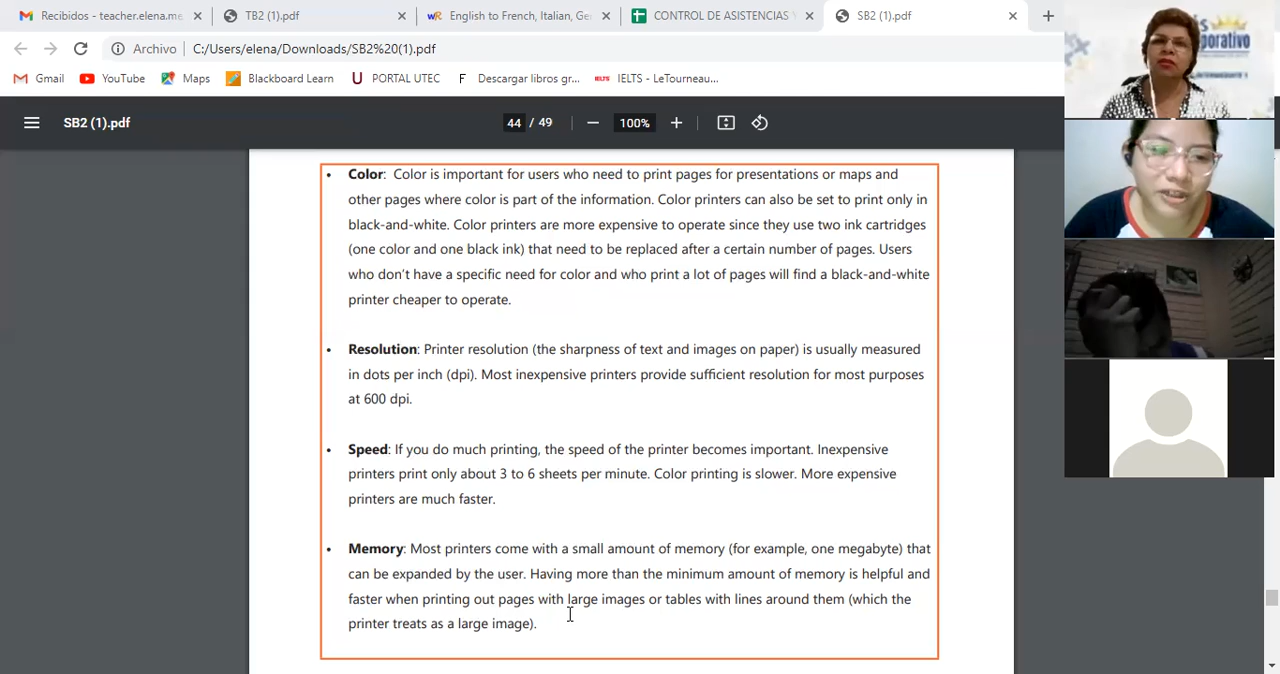 Recibidos - teacher.elena.me
TB2 (1).pdf
English to French, Italian, Ge
CONTROL DE ASISTENCIAS Y
SB2 (1).pdf
Archivo C:/Users/elena/Downloads/SB2%20(1).pdf
Gmail YouTube Maps Blackboard Learn PORTAL UTEC Descargar libros gr... IELTS - LeTourneau...
SB2 (1).pdf 44 / 49 100%
• Color: Color is important for users who need to print pages for presentations or maps and
other pages where color is part of the information. Color printers can also be set to print only in
black-and-white. Color printers are more expensive to operate since they use two ink cartridges
(one color and one black ink) that need to be replaced after a certain number of pages. Users
who don't have a specific need for color and who print a lot of pages will find a black-and-white
printer cheaper to operate.
• Resolution: Printer resolution (the sharpness of text and images on paper) is usually measured
in dots per inch (dpi). Most inexpensive printers provide sufficient resolution for most purposes
at 600 dpi.
• Speed: If you do much printing, the speed of the printer becomes important. Inexpensive
printers print only about 3 to 6 sheets per minute. Color printing is slower. More expensive
printers are much faster.
• Memory: Most printers come with a small amount of memory (for example, one megabyte) that
can be expanded by the user. Having more than the minimum amount of memory is helpful and
faster when printing out pages with large images or tables with lines around them (which the
printer treats as a large image).